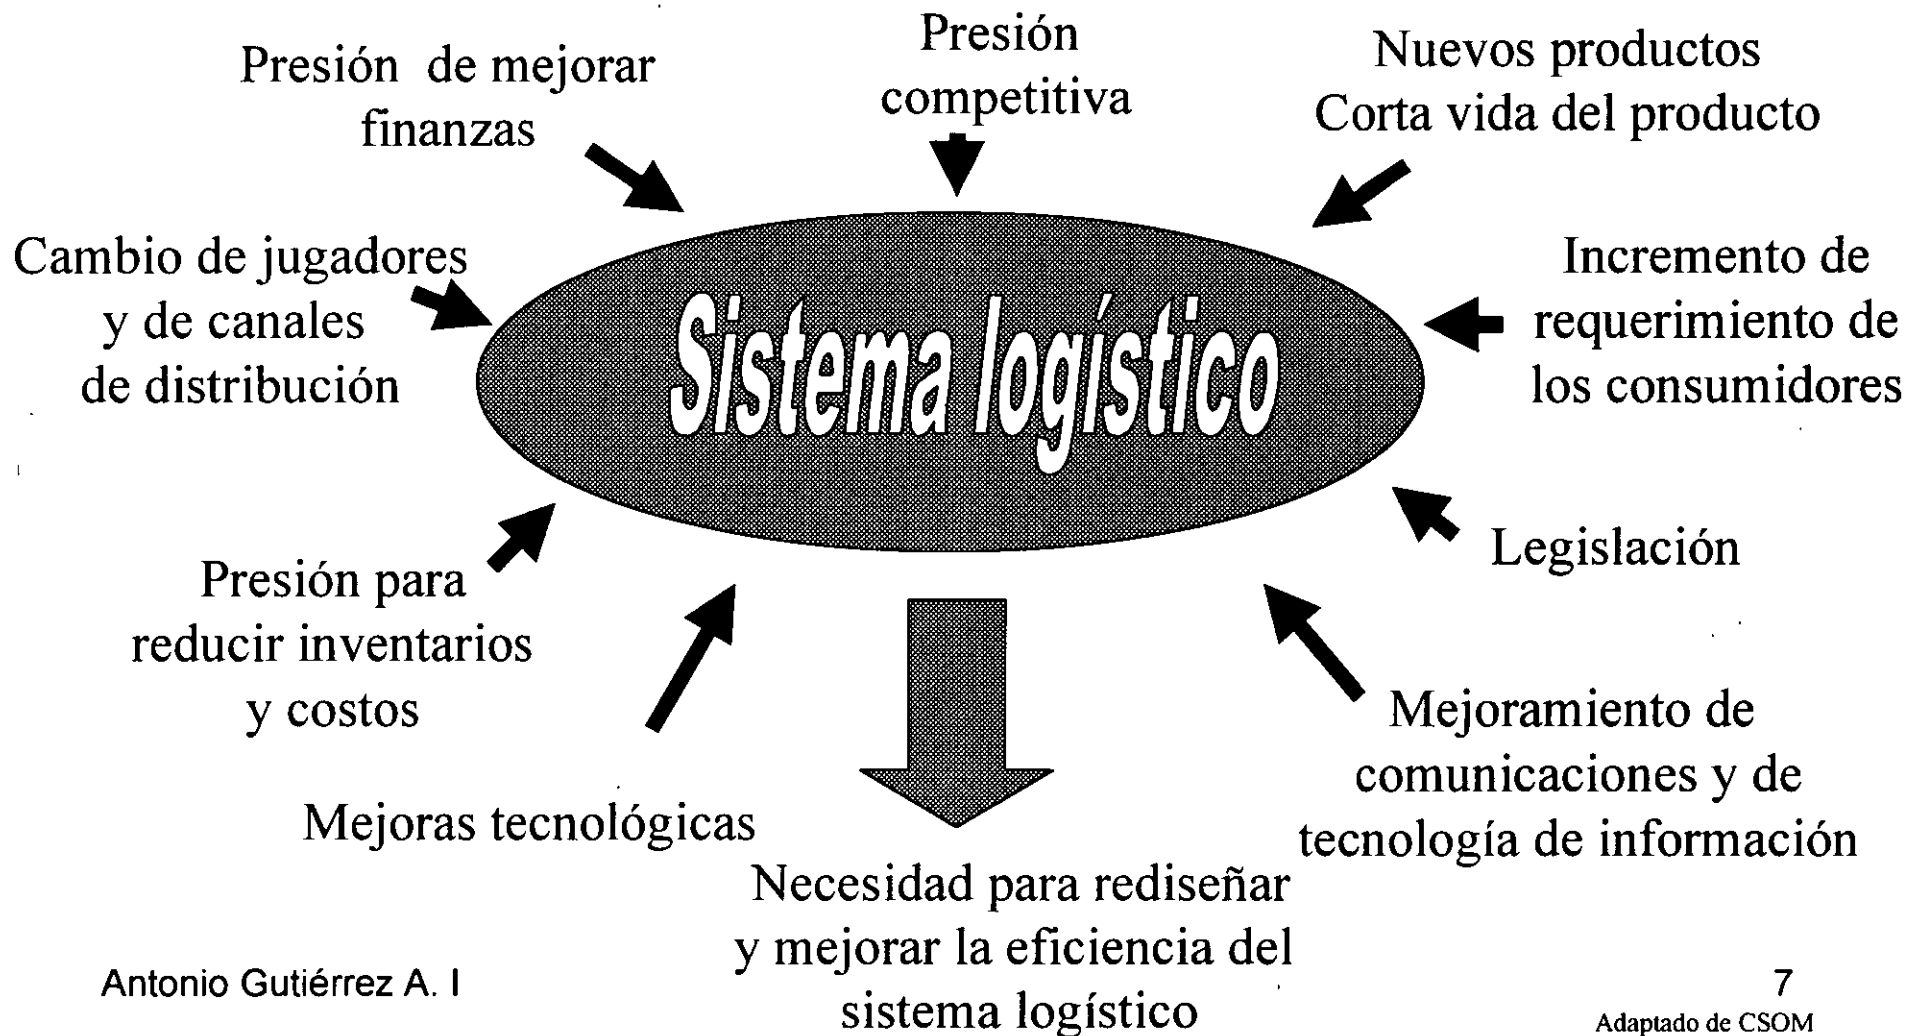 Presión de mejorar
finanzas
Presión
competitiva
Nuevos productos
Corta vida del producto
Cambio de jugadores
y de canales
de distribución
Sistema logístico
Incremento de
requerimiento de
los consumidores
Presión para
reducir inventarios
y costos
Legislación
Mejoras tecnológicas
Mejoramiento de
comunicaciones y de
tecnología de información
Necesidad para rediseñar
y mejorar la eficiencia del
sistema logístico
Antonio Gutiérrez A. I
7
Adaptado de CSOM